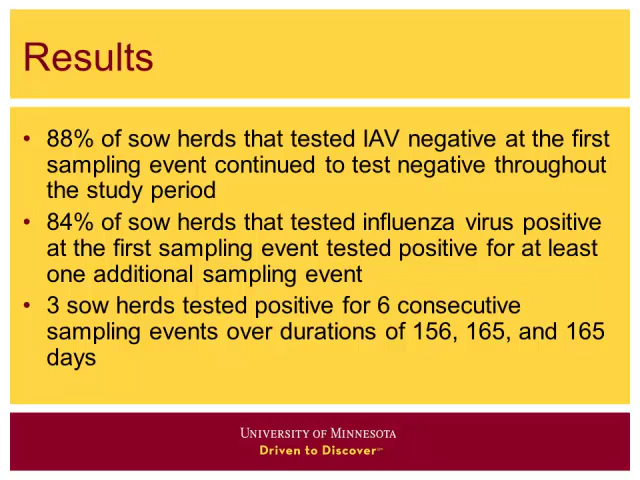 Results
• 88% of sow herds that tested IAV negative at the first
sampling event continued to test negative throughout
the study period
• 84% of sow herds that tested influenza virus positive
at the first sampling event tested positive for at least
one additional sampling event
• 3 sow herds tested positive for 6 consecutive
sampling events over durations of 156, 165, and 165
days
UNIVERSITY OF MINNESOTA
Driven to Discover